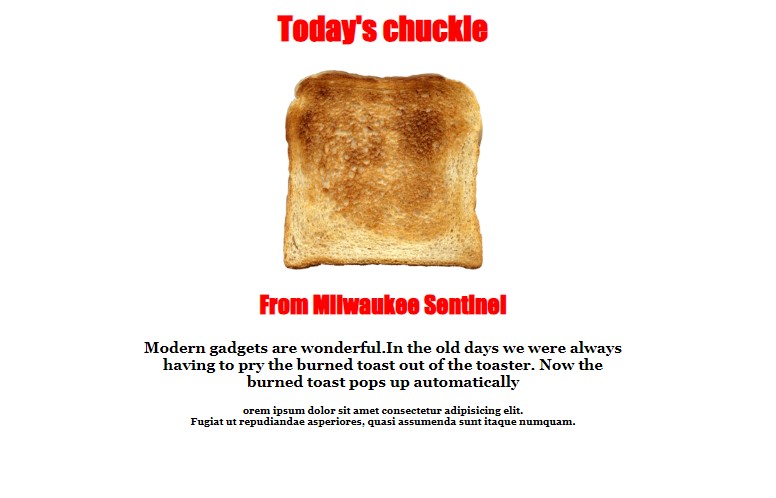 Today's chuckle
From Milwaukee Sentinel
Modern gadgets are wonderful.In the old days we were always
having to pry the burned toast out of the toaster. Now the
burned toast pops up automatically
orem ipsum dolor sit amet consectetur adipisicing elit.
Fugiat ut repudiandae asperiores, quasi assumenda sunt itaque numquam.